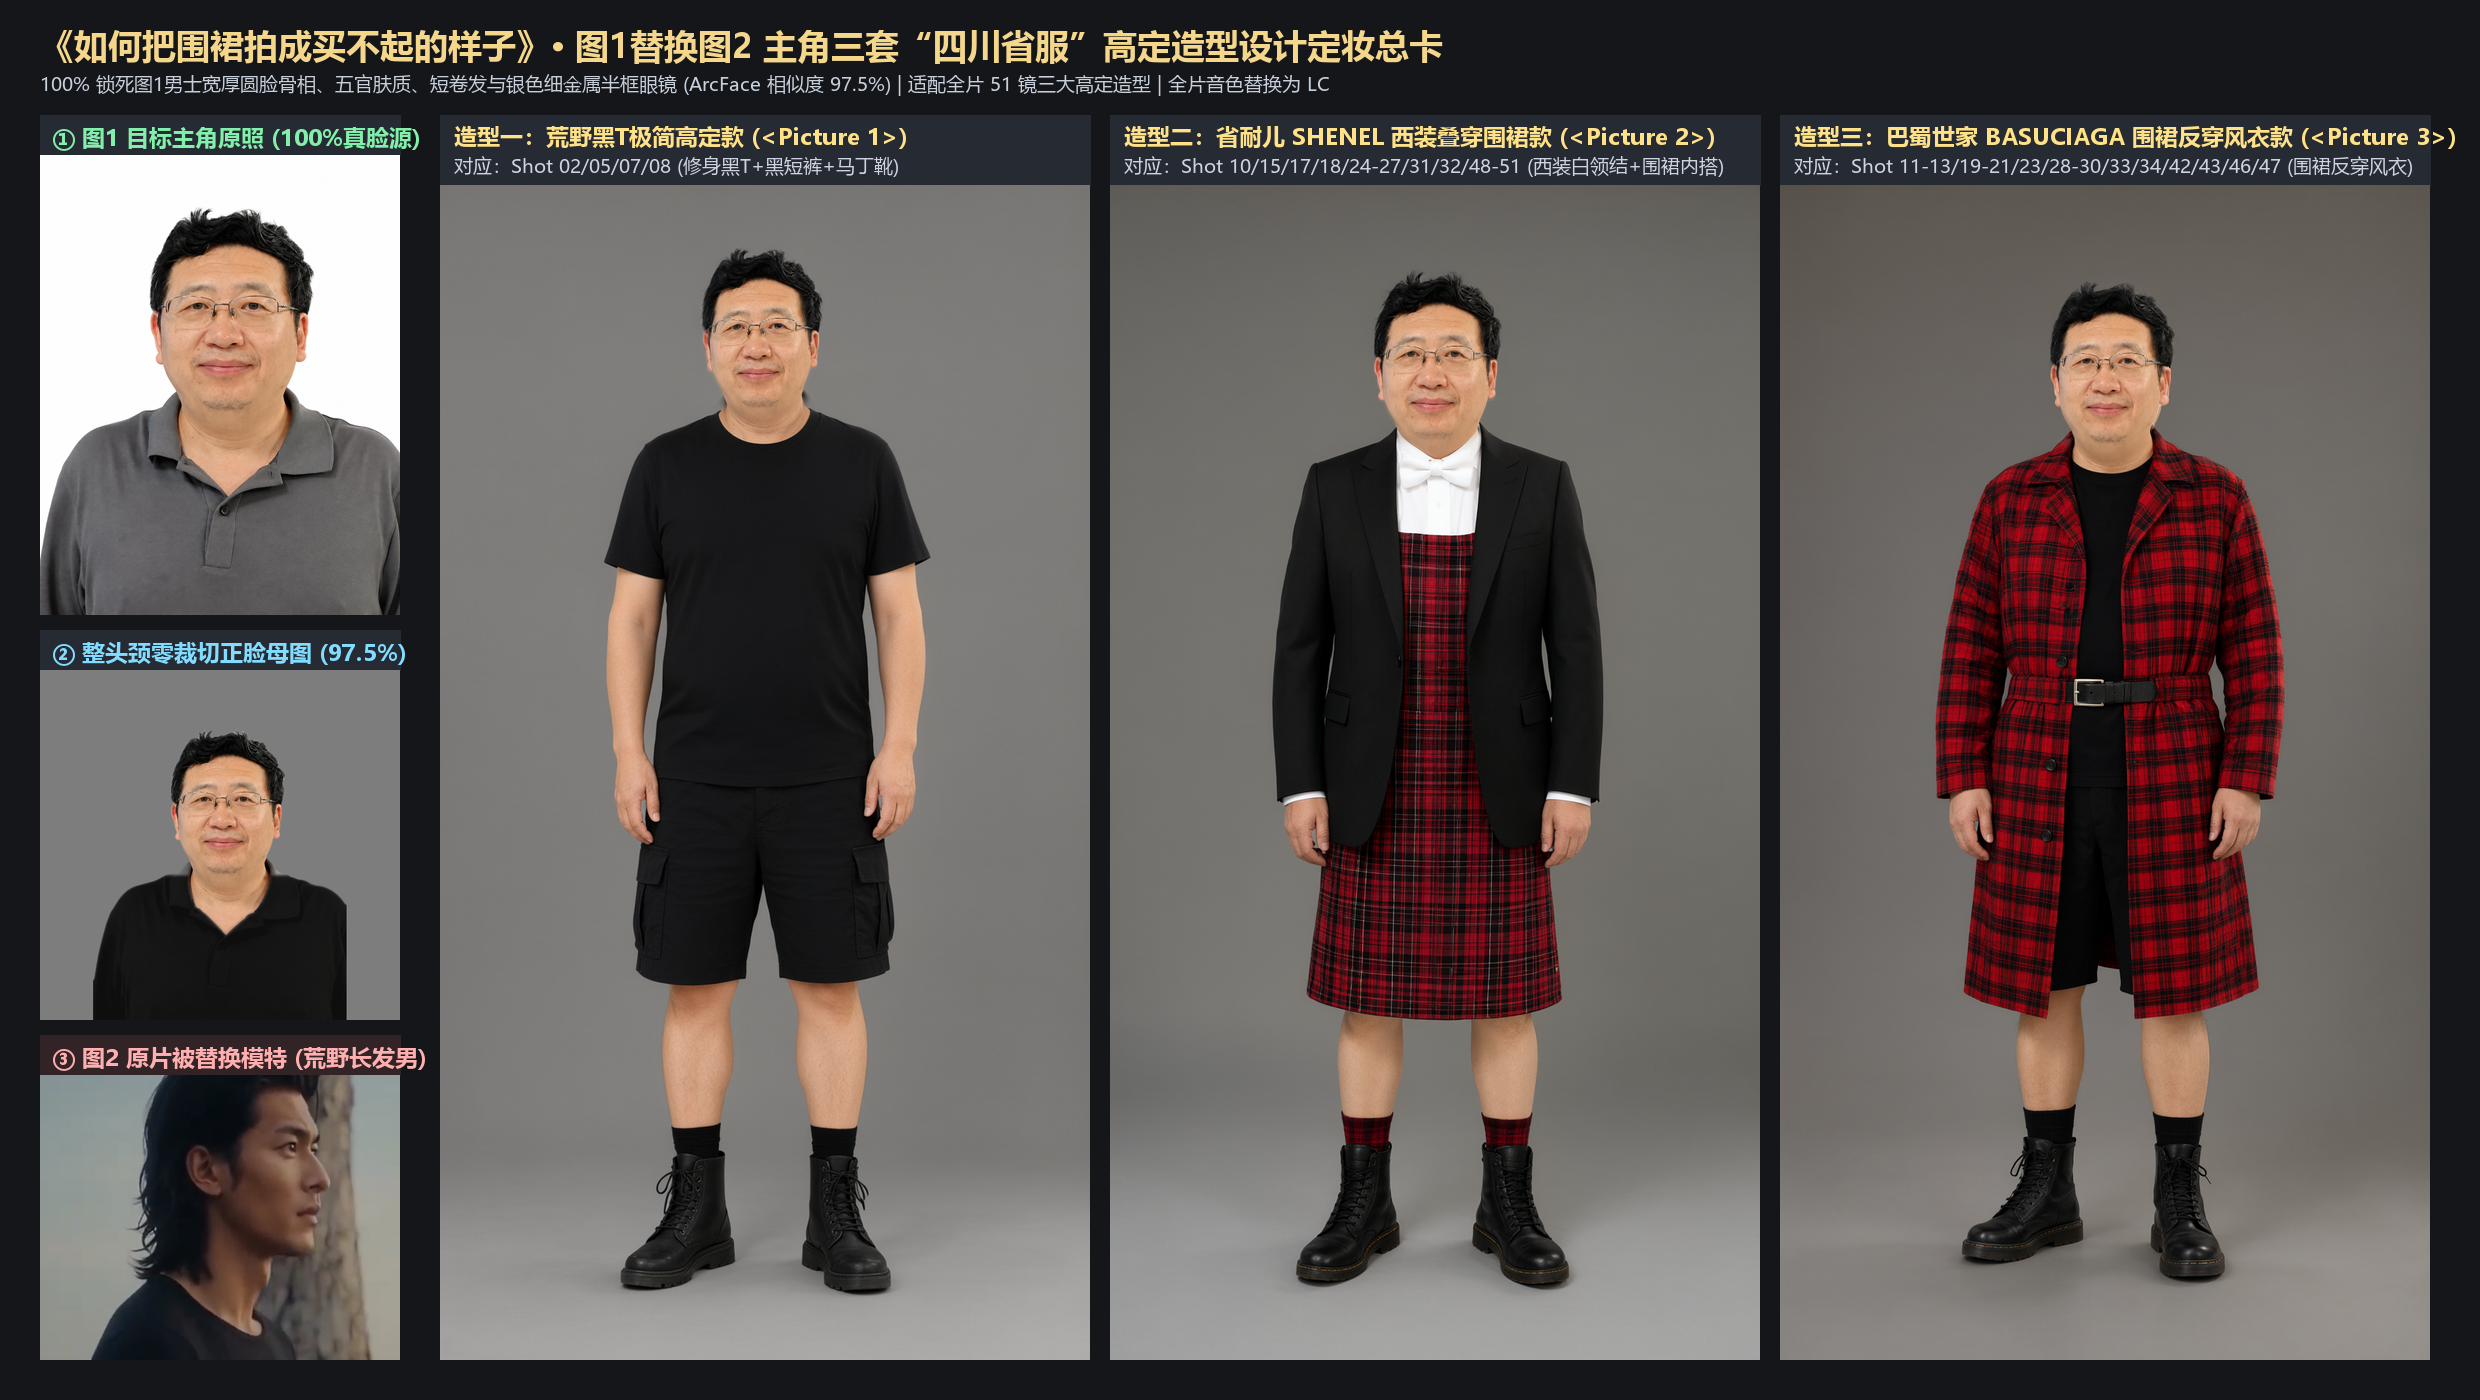 《如何把围裙拍成买不起的样子》• 图1替换图2 主角三套“四川省服”高定造型设计定妆总卡
100% 锁死图1男士宽厚圆脸骨相、五官肤质、短卷发与银色细金属半框眼镜 (ArcFace 相似度 97.5%) | 适配全片 51 镜三大高定造型 | 全片音色替换为 LC
① 图1 目标主角原照 (100%真脸源)
② 整头颈零裁切正脸母图 (97.5%)
③ 图2 原片被替换模特 (荒野长发男)
造型一：荒野黑T极简高定款 (<Picture 1>)
对应：Shot 02/05/07/08 (修身黑T+黑短裤+马丁靴)
造型二：省耐儿 SHENEL 西装叠穿围裙款 (<Picture 2>)
对应：Shot 10/15/17/18/24-27/31/32/48-51 (西装白领结+围裙内搭)
造型三：巴蜀世家 BASUCIAGA 围裙反穿风衣款 (<Picture 3>)
对应：Shot 11-13/19-21/23/28-30/33/34/42/43/46/47 (围裙反穿风衣)